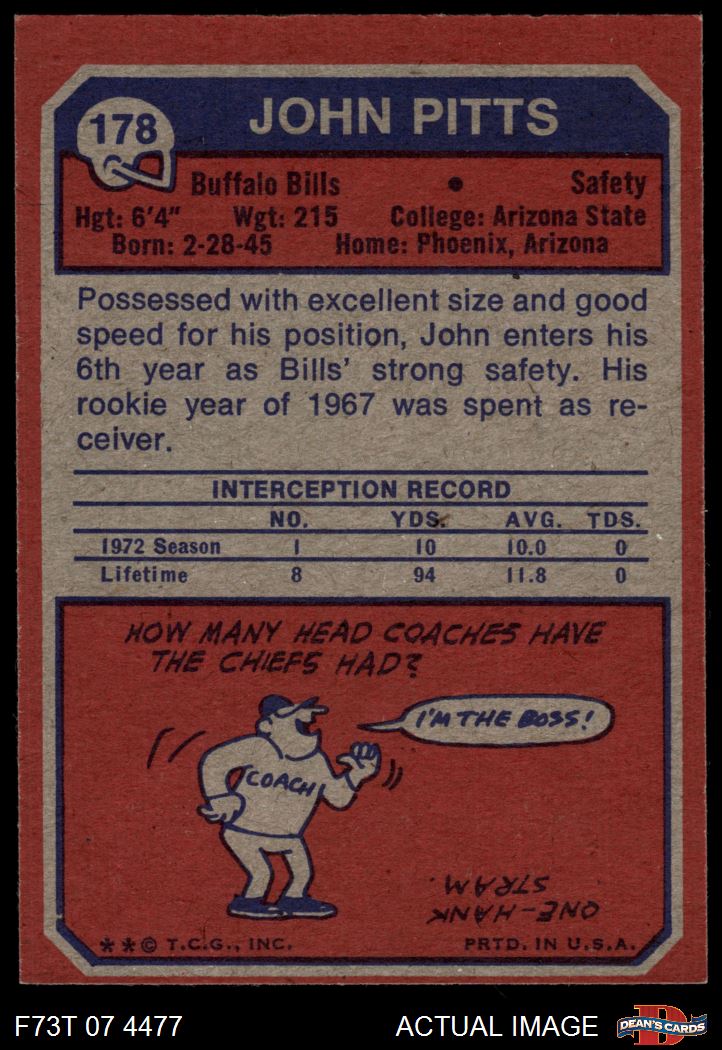 178
JOHN PITTS
Buffalo Bills • Safety
Hgt: 6'4" Wgt: 215 College: Arizona State
Born: 2-28-45 Home: Phoenix, Arizona
Possessed with excellent size and good
speed for his position, John enters his
6th year as Bills' strong safety. His
rookie year of 1967 was spent as re-
ceiver.
INTERCEPTION RECORD
NO. YDS. AVG. TDS.
1972 Season 1 10 10.0 0
Lifetime 8 94 11.8 0
HOW MANY HEAD COACHES HAVE
THE CHIEFS HAD?
I'M THE BOSS!
COACH
ONE-HANK
STRAM.
**© T.C.G., INC. PRTD. IN U.S.A.
F73T 07 4477 ACTUAL IMAGE
D
DEAN'S CARDS